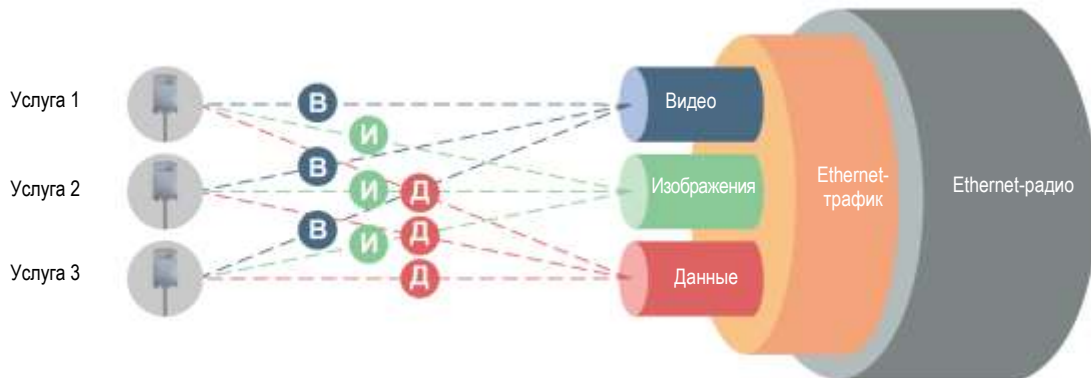 Услуга 1
В
Видео
И
В
Услуга 2
И
Д
Изображения
Ethernet-
трафик
Ethernet-радио
В
И
Д
Услуга 3
Д
Данные